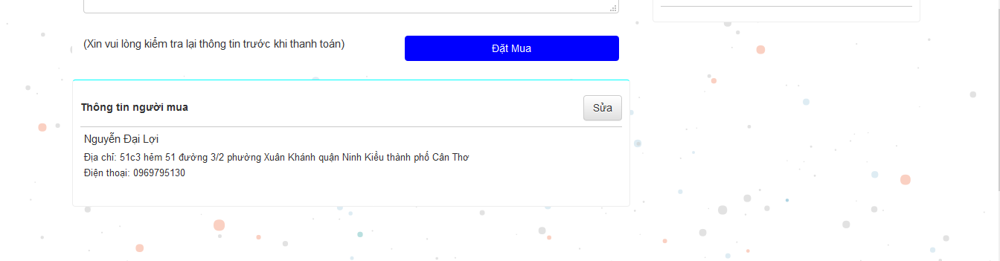 (Xin vui lòng kiểm tra lại thông tin trước khi thanh toán)
Đặt Mua
Thông tin người mua
Sửa
Nguyễn Đại Lợi
Địa chỉ: 51c3 hẻm 51 đường 3/2 phường Xuân Khánh quận Ninh Kiều thành phố Cần Thơ
Điện thoại: 0969795130